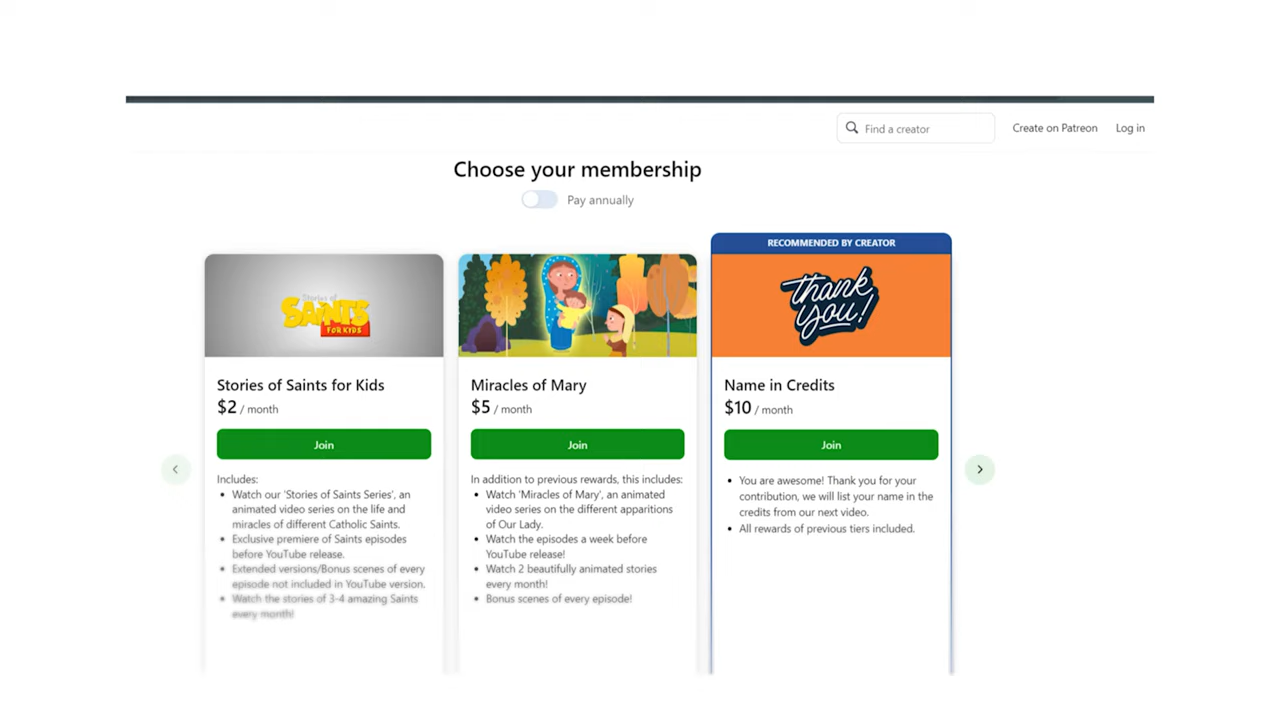 Find a creator
Create on Patreon
Log in
Choose your membership
Pay annually
Stories of
SAINTS
FOR KIDS
Stories of Saints for Kids
$2 / month
Join
Includes:
• Watch our 'Stories of Saints Series', an
animated video series on the life and
miracles of different Catholic Saints.
• Exclusive premiere of Saints episodes
before YouTube release.
• Extended versions/Bonus scenes of every
episode not included in YouTube version.
• Watch the stories of 3-4 amazing Saints
every month!
Miracles of Mary
$5 / month
Join
In addition to previous rewards, this includes:
• Watch 'Miracles of Mary', an animated
video series on the different apparitions
of Our Lady.
• Watch the episodes a week before
YouTube release!
• Watch 2 beautifully animated stories
every month!
• Bonus scenes of every episode!
RECOMMENDED BY CREATOR
thank
you!
Name in Credits
$10 / month
Join
• You are awesome! Thank you for your
contribution, we will list your name in the
credits from our next video.
• All rewards of previous tiers included.